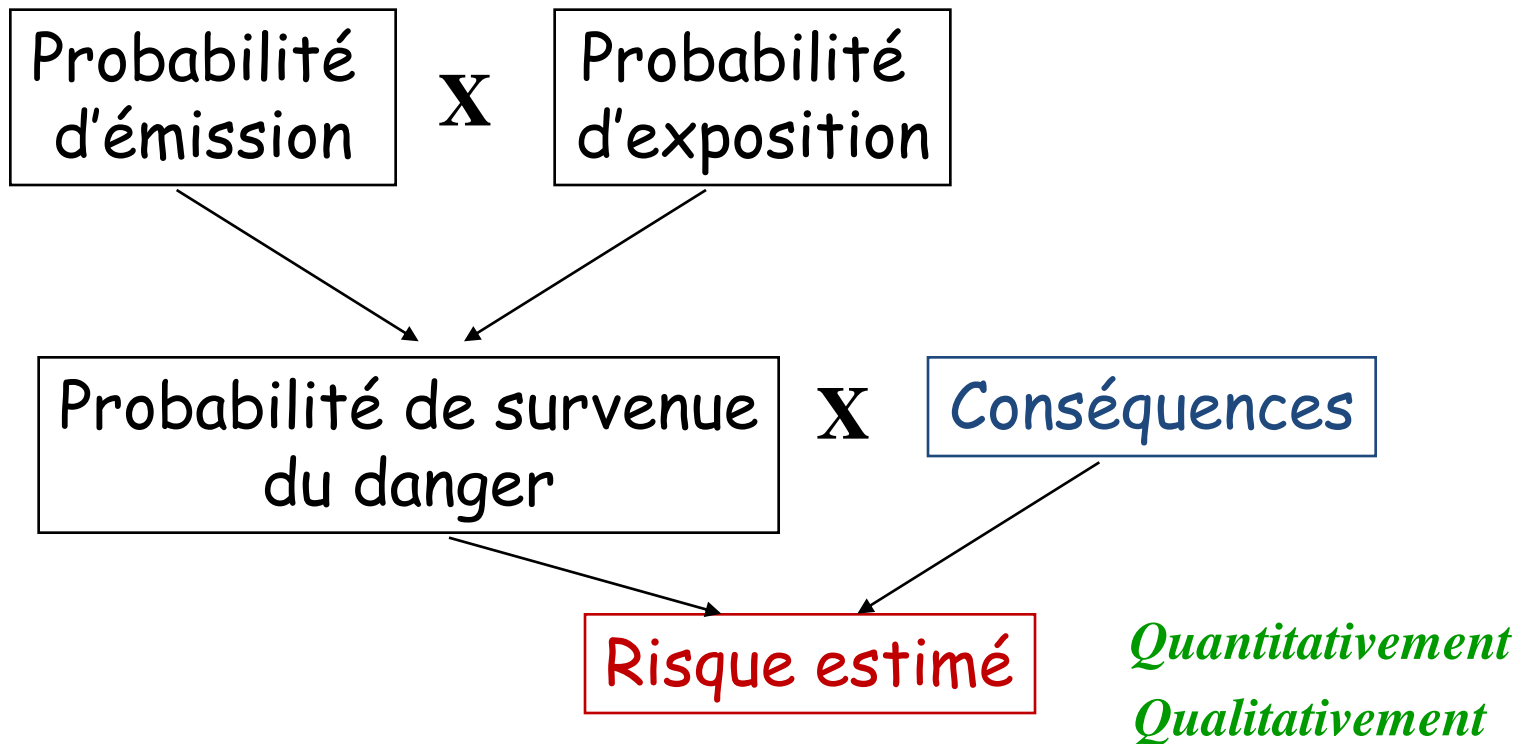 Probabilité
d'émission
X
Probabilité
d'exposition
Probabilité de survenue
du danger
X
Conséquences
Risque estimé
Quantitativement
Qualitativement